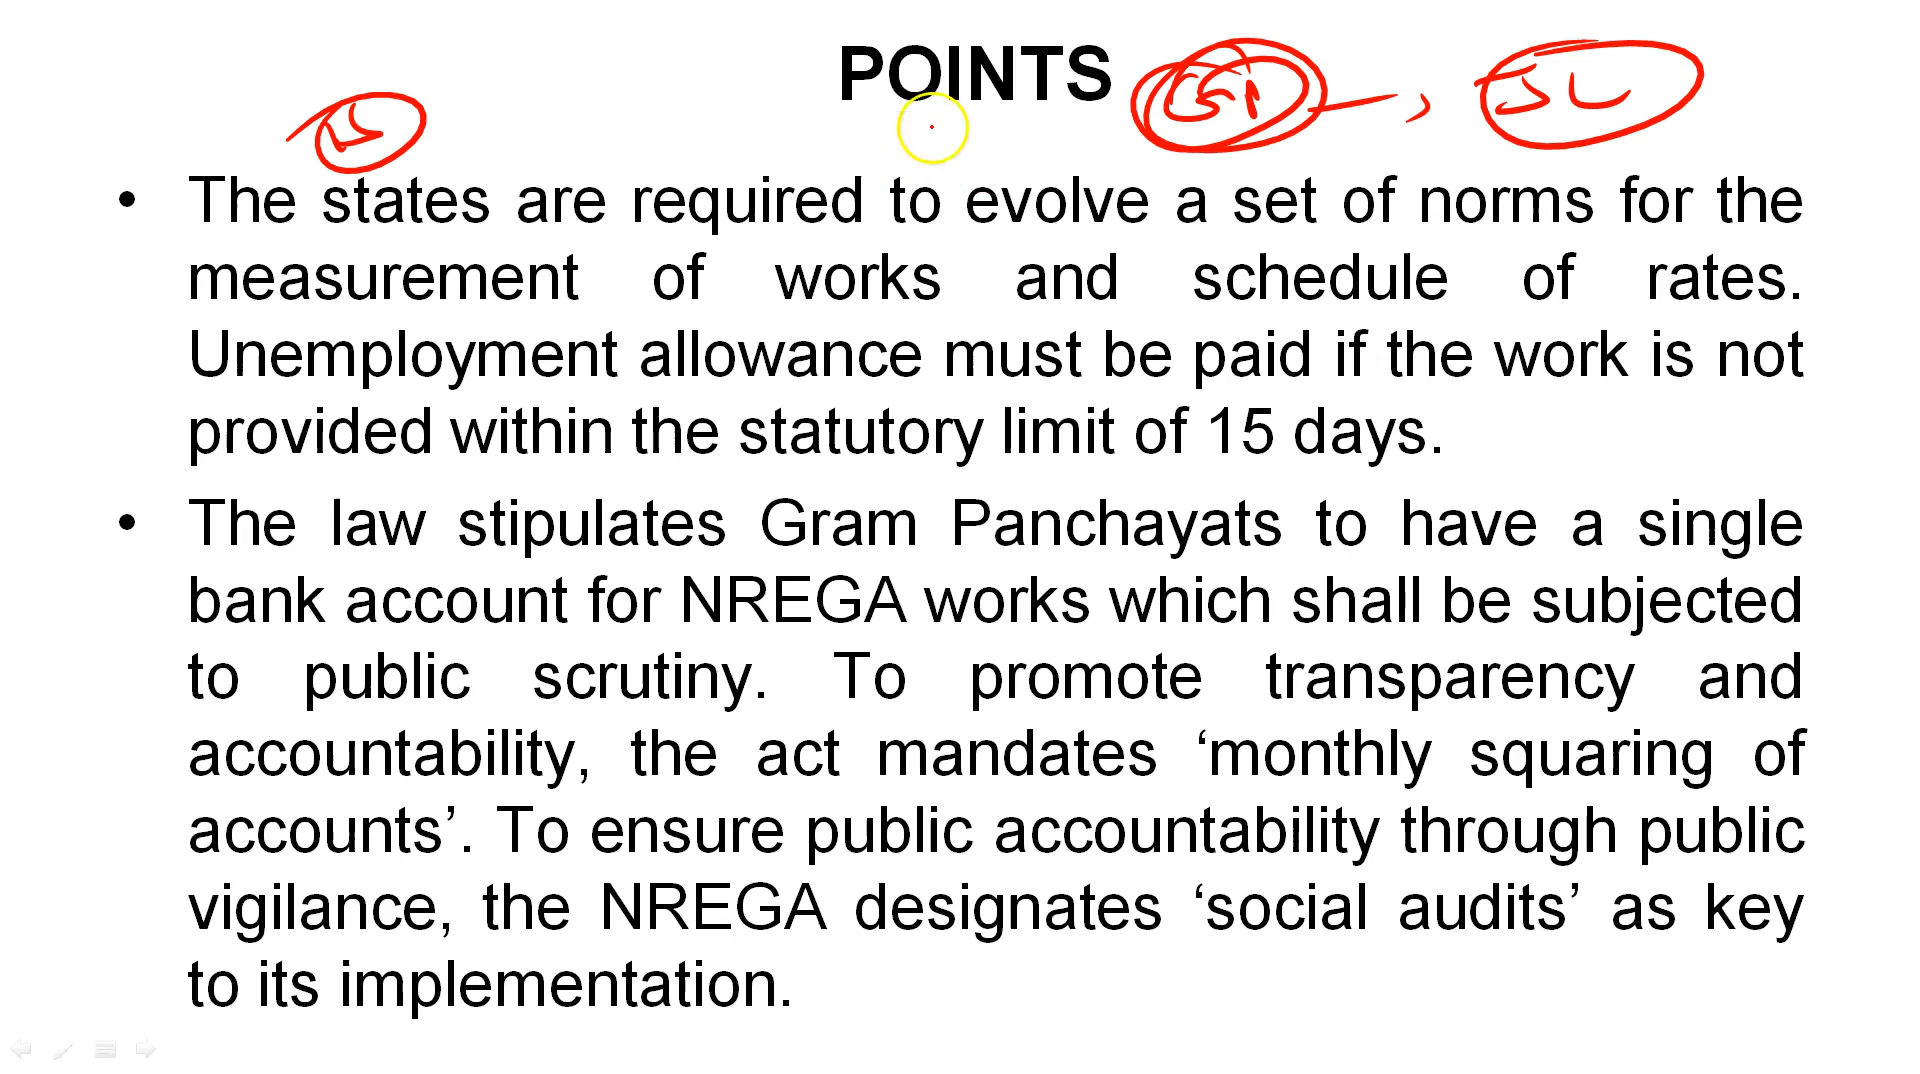 POINTS
• The states are required to evolve a set of norms for the
measurement of works and schedule of rates.
Unemployment allowance must be paid if the work is not
provided within the statutory limit of 15 days.
• The law stipulates Gram Panchayats to have a single
bank account for NREGA works which shall be subjected
to public scrutiny. To promote transparency and
accountability, the act mandates ‘monthly squaring of
accounts’. To ensure public accountability through public
vigilance, the NREGA designates ‘social audits’ as key
to its implementation.